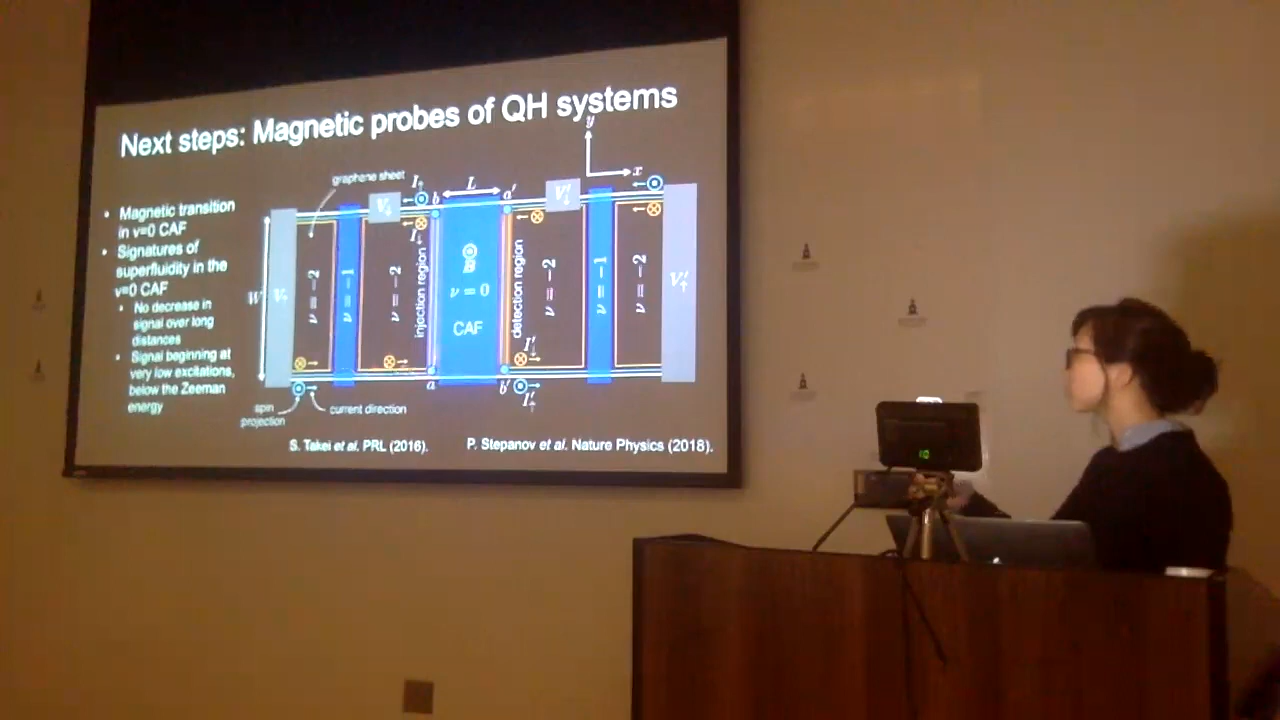 Next steps: Magnetic probes of QH systems
• Magnetic transition
in ν=0 CAF
• Signatures of
superfluidity in the
ν=0 CAF
• No decrease in
signal over long
distances
• Signal beginning at
very low excitations,
below the Zeeman
energy
graphene sheet
y
x
L
W
I↑
I↓
V↓
V'↓
V'↑
b
a'
a
b'
ν = -2
ν = -1
ν = -2
injection region
B
ν = 0
CAF
detection region
ν = -2
ν = -1
ν = -2
I'↓
I'↑
spin
projection
current direction
S. Takei et al. PRL (2016).
P. Stepanov et al. Nature Physics (2018).